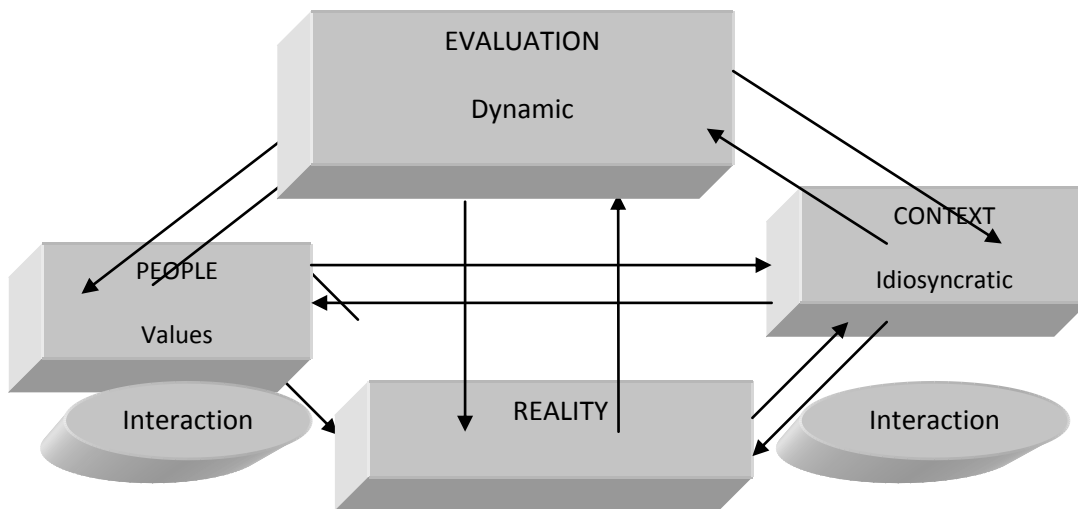 EVALUATION
Dynamic
CONTEXT
Idiosyncratic
PEOPLE
Values
REALITY
Interaction
Interaction